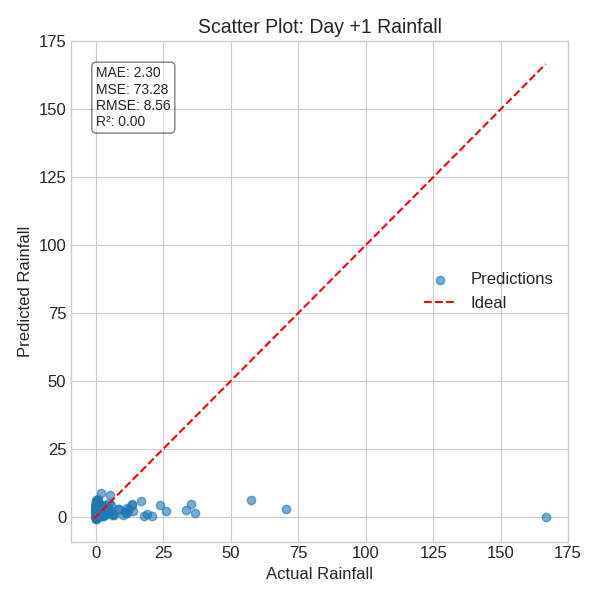 Scatter Plot: Day +1 Rainfall
175
150
125
100
75
50
25
0
Predicted Rainfall
MAE: 2.30
MSE: 73.28
RMSE: 8.56
R²: 0.00
Predictions
Ideal
0 25 50 75 100 125 150 175
Actual Rainfall